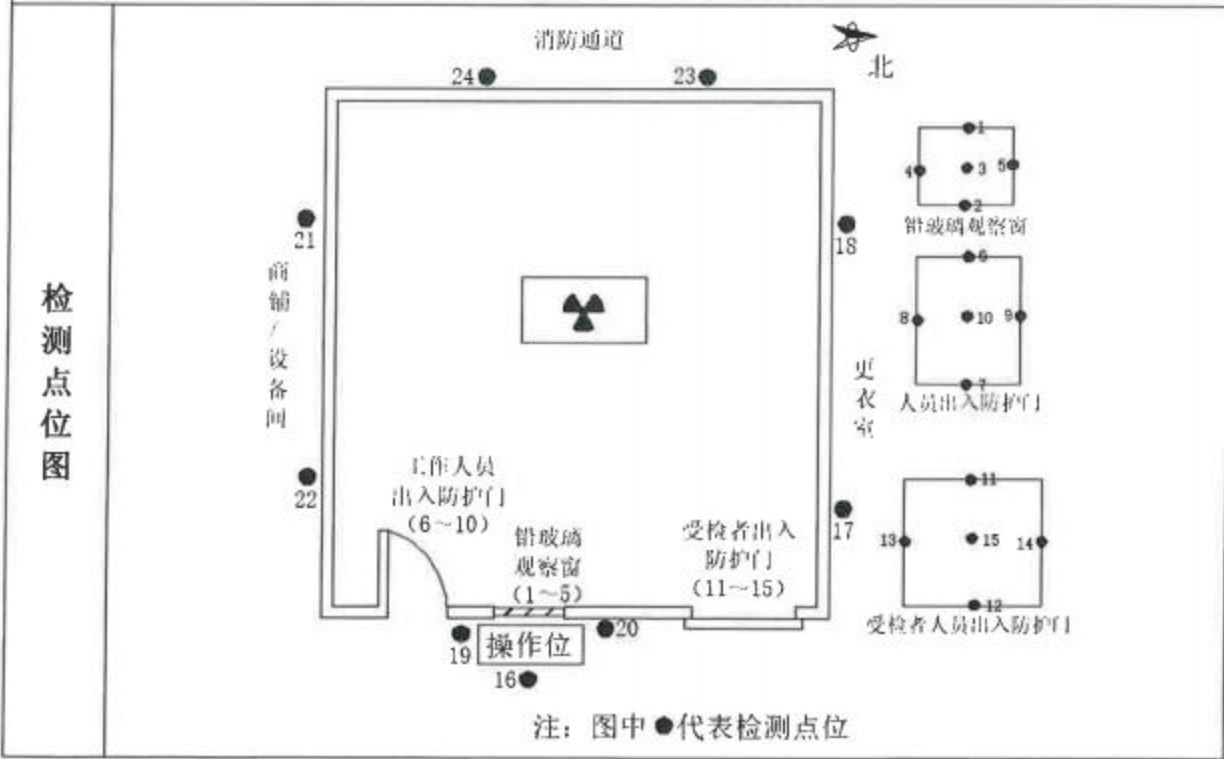 检测点位图
消防通道
北
24
23
21
商铺/设备间
22
18
更衣室
17
工作人员
出入防护门
(6~10)
铅玻璃
观察窗
(1~5)
受检者出入
防护门
(11~15)
19
操作位
20
16
1
4
3
5
2
铅玻璃观察窗
6
8
10
9
7
人员出入防护门
11
13
15
14
12
受检者人员出入防护门
注：图中●代表检测点位